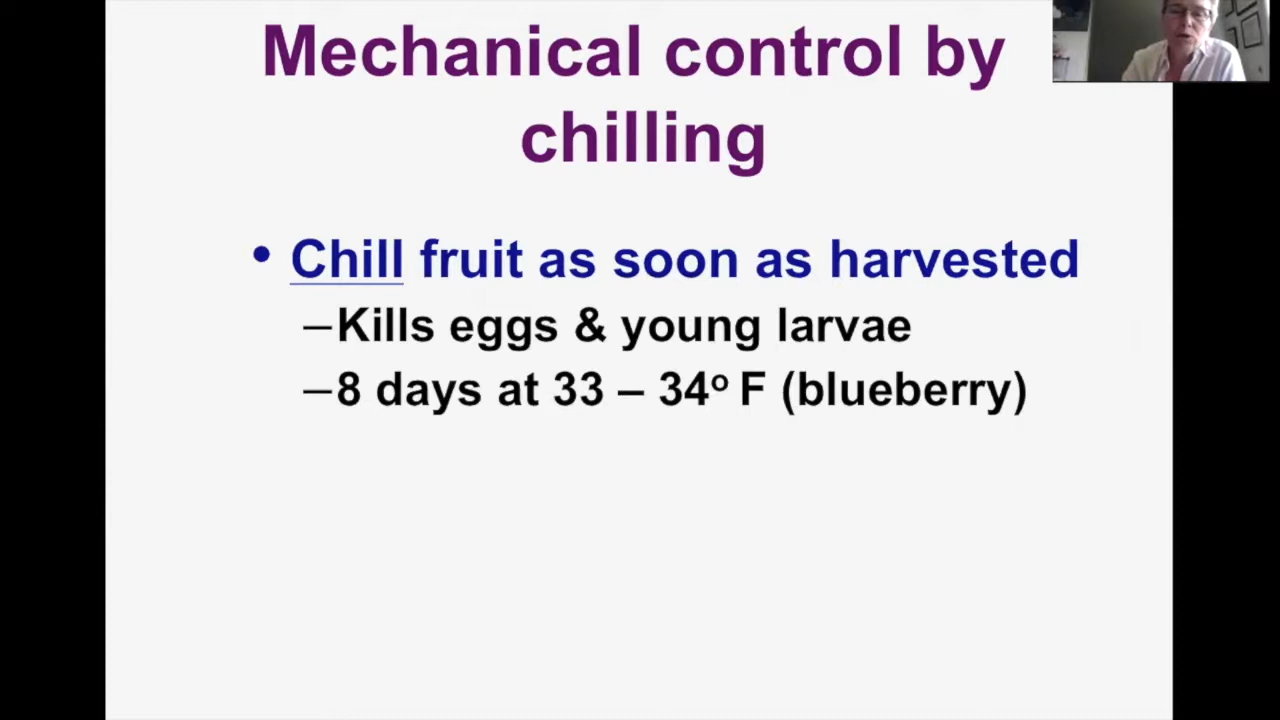 Mechanical control by
chilling
• Chill fruit as soon as harvested
–Kills eggs & young larvae
–8 days at 33 – 34º F (blueberry)